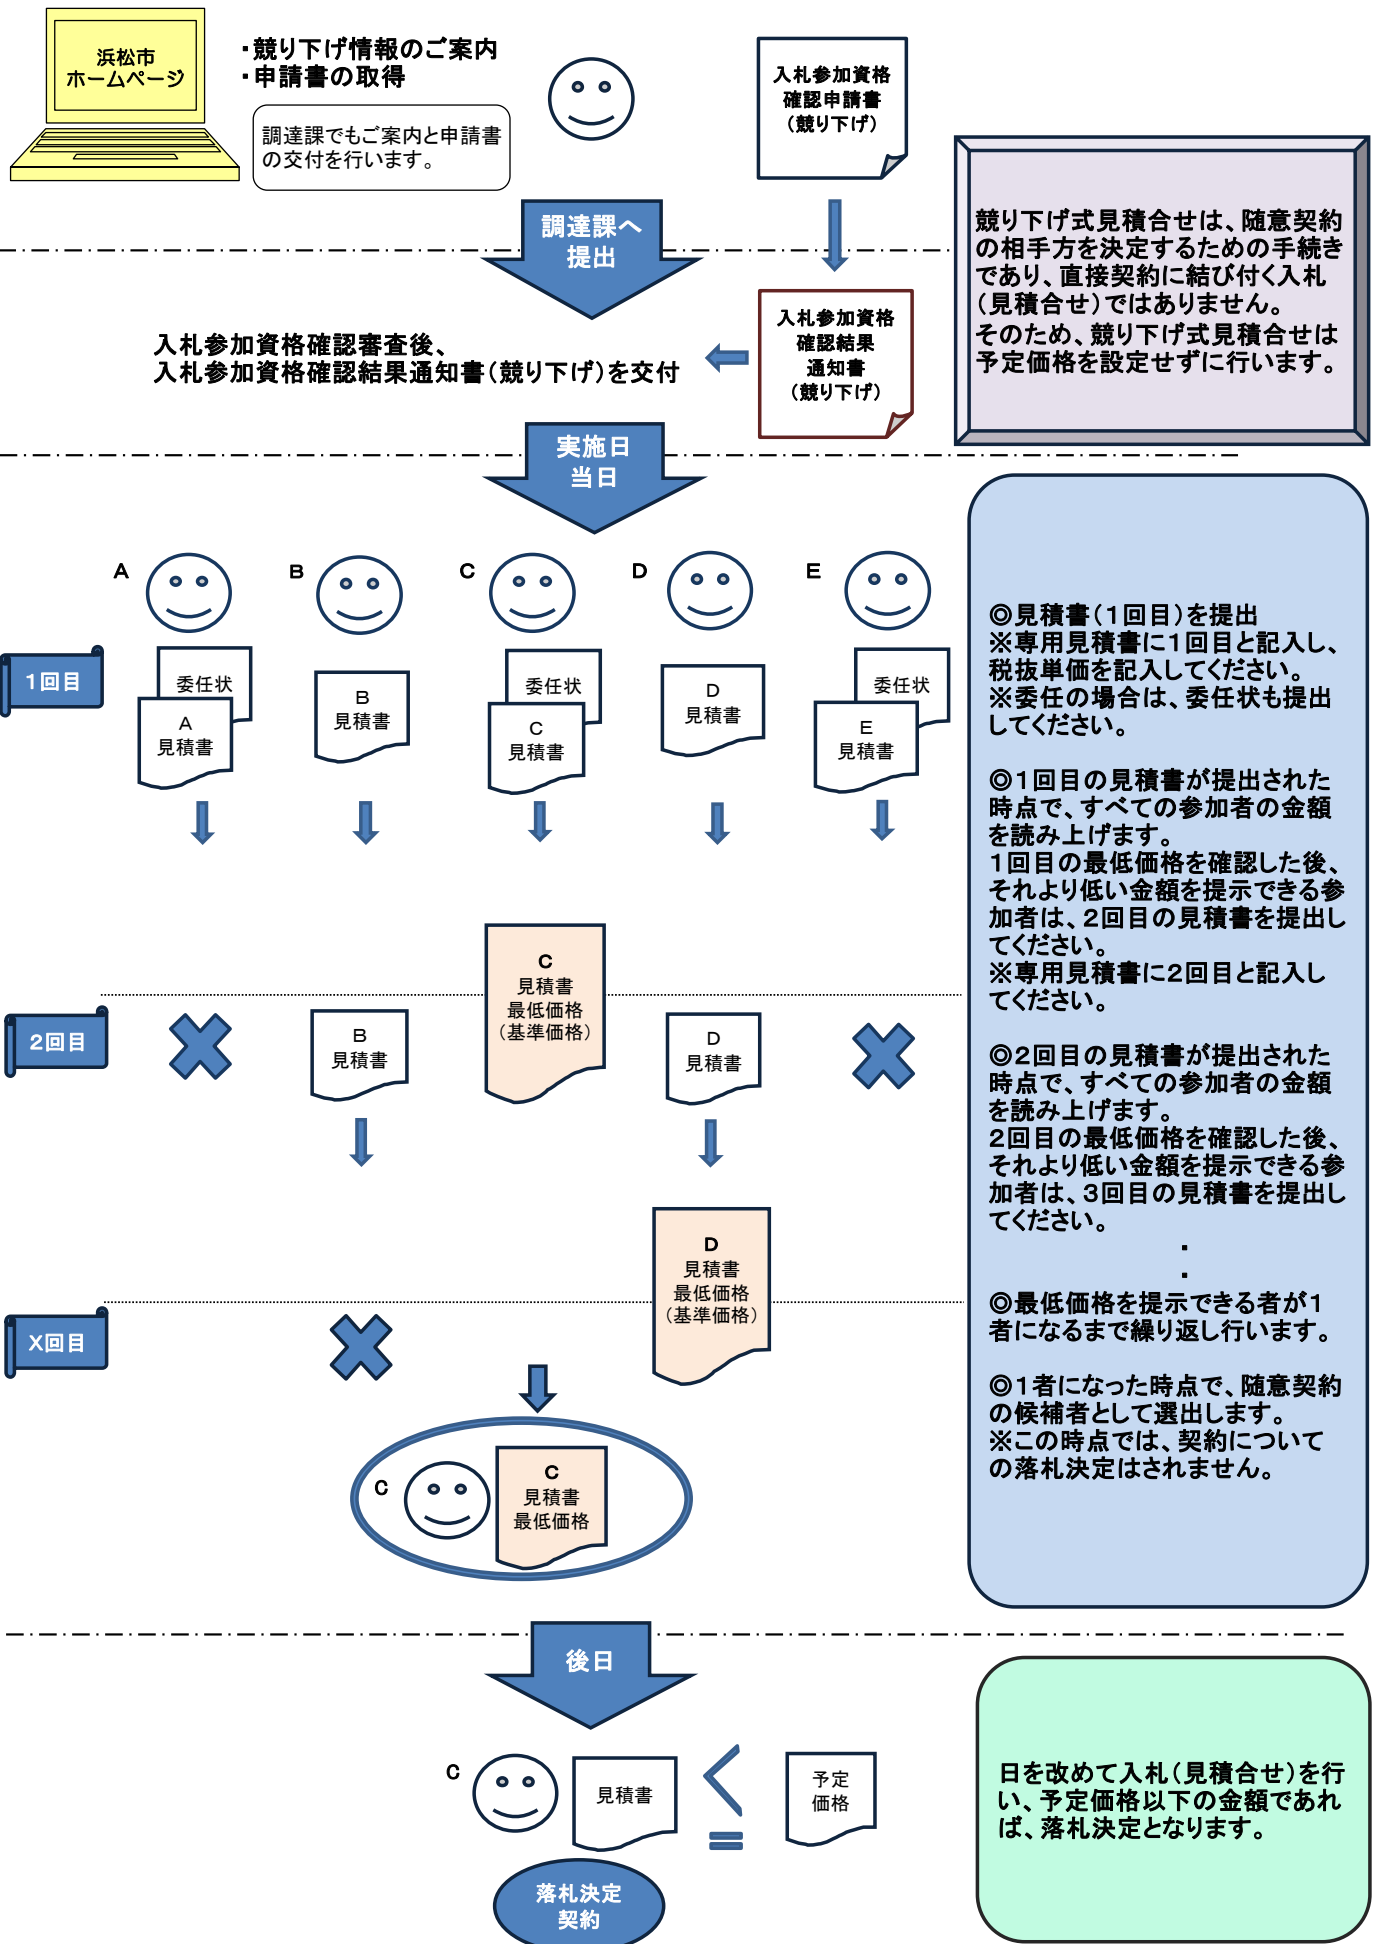 浜松市
ホームページ
・競り下げ情報のご案内
・申請書の取得
調達課でもご案内と申請書
の交付を行います。
入札参加資格
確認申請書
（競り下げ）
調達課へ
提出
競り下げ式見積合せは、随意契約
の相手方を決定するための手続き
であり、直接契約に結び付く入札
（見積合せ）ではありません。
そのため、競り下げ式見積合せは
予定価格を設定せずに行います。
入札参加資格確認審査後、
入札参加資格確認結果通知書（競り下げ）を交付
入札参加資格
確認結果
通知書
（競り下げ）
実施日
当日
A
B
C
D
E
1回目
委任状
A
見積書
B
見積書
委任状
C
見積書
D
見積書
委任状
E
見積書
◎見積書（1回目）を提出
※専用見積書に1回目と記入し、
税抜単価を記入してください。
※委任の場合は、委任状も提出
してください。
◎1回目の見積書が提出された
時点で、すべての参加者の金額
を読み上げます。
1回目の最低価格を確認した後、
それより低い金額を提示できる参
加者は、2回目の見積書を提出し
てください。
※専用見積書に2回目と記入し
てください。
◎2回目の見積書が提出された
時点で、すべての参加者の金額
を読み上げます。
2回目の最低価格を確認した後、
それより低い金額を提示できる参
加者は、3回目の見積書を提出し
てください。
・
・
◎最低価格を提示できる者が1
者になるまで繰り返し行います。
◎1者になった時点で、随意契約
の候補者として選出します。
※この時点では、契約について
の落札決定はされません。
2回目
B
見積書
C
見積書
最低価格
（基準価格）
D
見積書
X回目
D
見積書
最低価格
（基準価格）
C
C
見積書
最低価格
後日
C
見積書
＜
＝
予定
価格
落札決定
契約
日を改めて入札（見積合せ）を行
い、予定価格以下の金額であれ
ば、落札決定となります。